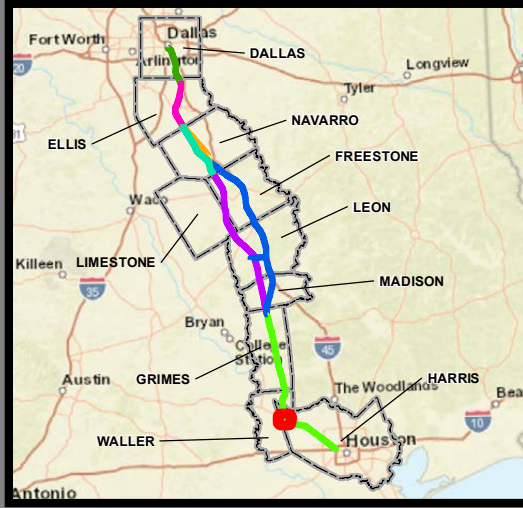 Fort Worth
Dallas
DALLAS
Arlington
20
Longview
Tyler
NAVARRO
ELLIS
FREESTONE
Waco
LEON
LIMESTONE
Killeen
35
MADISON
Bryan
College
Station
45
GRIMES
Austin
The Woodlands
HARRIS
10
WALLER
Houston
Antonio